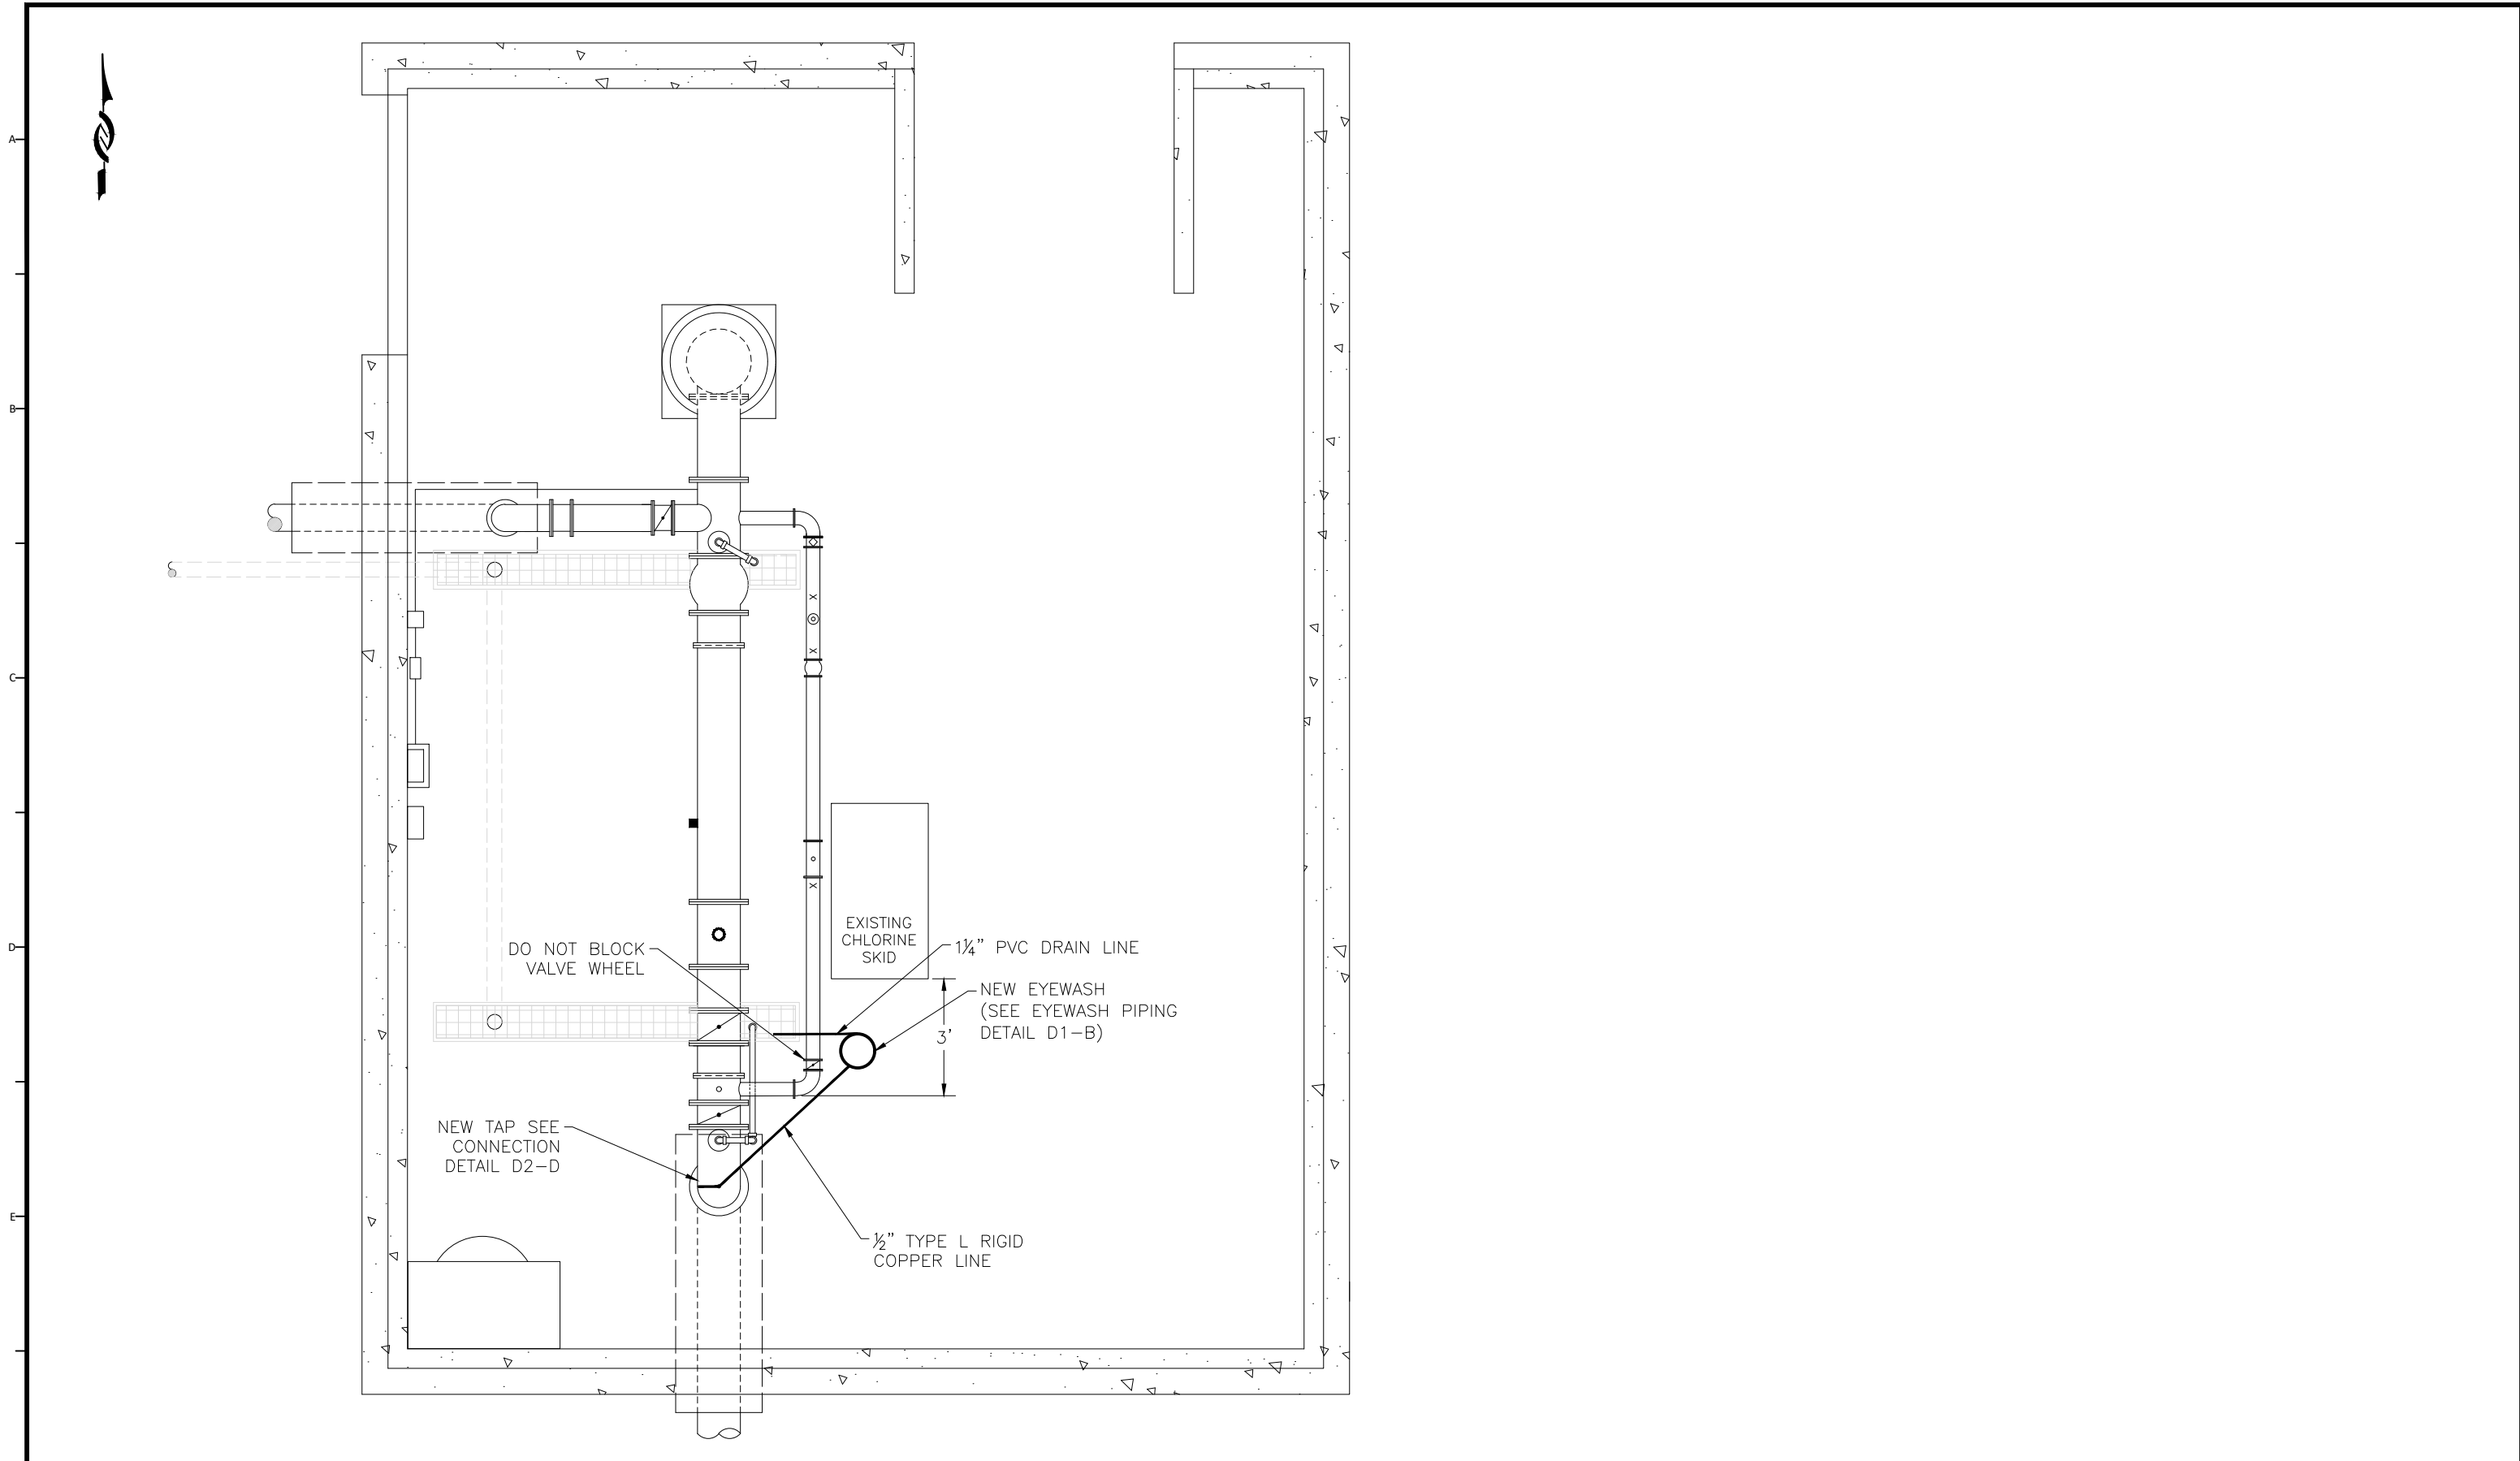 A
B
C
D
E
EXISTING
CHLORINE
SKID
DO NOT BLOCK
VALVE WHEEL
1¼” PVC DRAIN LINE
NEW EYEWASH
(SEE EYEWASH PIPING
DETAIL D1-B)
3'
NEW TAP SEE
CONNECTION
DETAIL D2-D
½” TYPE L RIGID
COPPER LINE